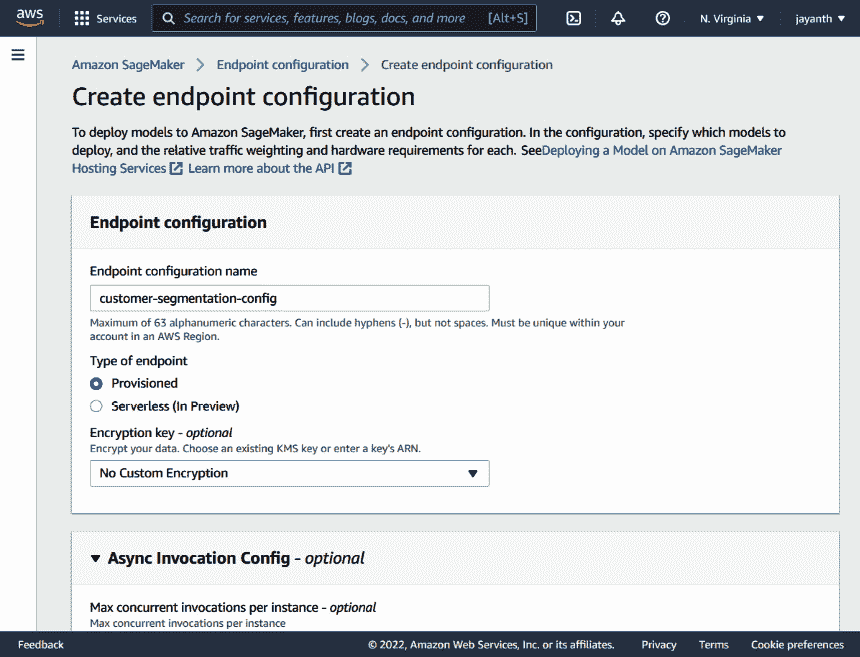 aws
Services
Search for services, features, blogs, docs, and more [Alt+S]
N. Virginia
jayanth
Amazon SageMaker > Endpoint configuration > Create endpoint configuration
Create endpoint configuration
To deploy models to Amazon SageMaker, first create an endpoint configuration. In the configuration, specify which models to
deploy, and the relative traffic weighting and hardware requirements for each. SeeDeploying a Model on Amazon SageMaker
Hosting Services Learn more about the API
Endpoint configuration
Endpoint configuration name
customer-segmentation-config
Maximum of 63 alphanumeric characters. Can include hyphens (-), but not spaces. Must be unique within your
account in an AWS Region.
Type of endpoint
Provisioned
Serverless (In Preview)
Encryption key - optional
Encrypt your data. Choose an existing KMS key or enter a key's ARN.
No Custom Encryption
Async Invocation Config - optional
Max concurrent invocations per instance - optional
Max concurrent invocations per instance
Feedback
© 2022, Amazon Web Services, Inc. or its affiliates.
Privacy
Terms
Cookie preferences